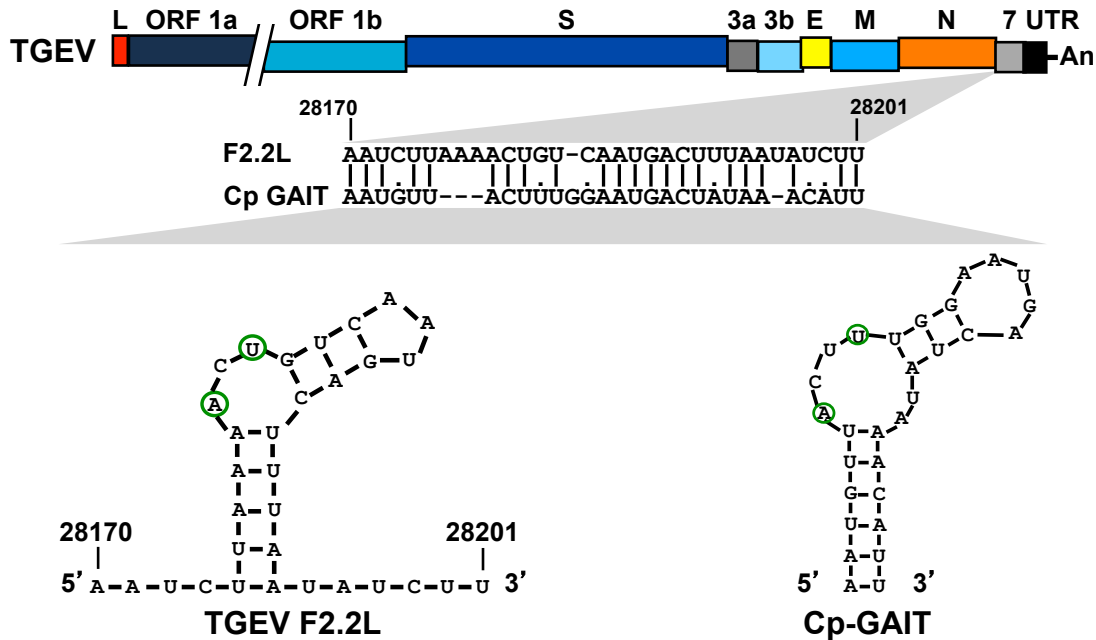 L ORF 1a ORF 1b S 3a 3b E M N 7 UTR
TGEV An
28170 28201
F2.2L AAUCUUAAAACUGU-CAAUGACUUUAAUAUCUU
Cp GAIT AAUGUU---ACUUUGGAAUGACUAUAA-ACAUU
28170 28201
5’ A A U C U U A A A A C U G U C A A U G A C U U U A A U A U C U U 3’
TGEV F2.2L
5’ A A U G U U A C U U U G G A A U G A C U A U A A A C A U U 3’
Cp-GAIT